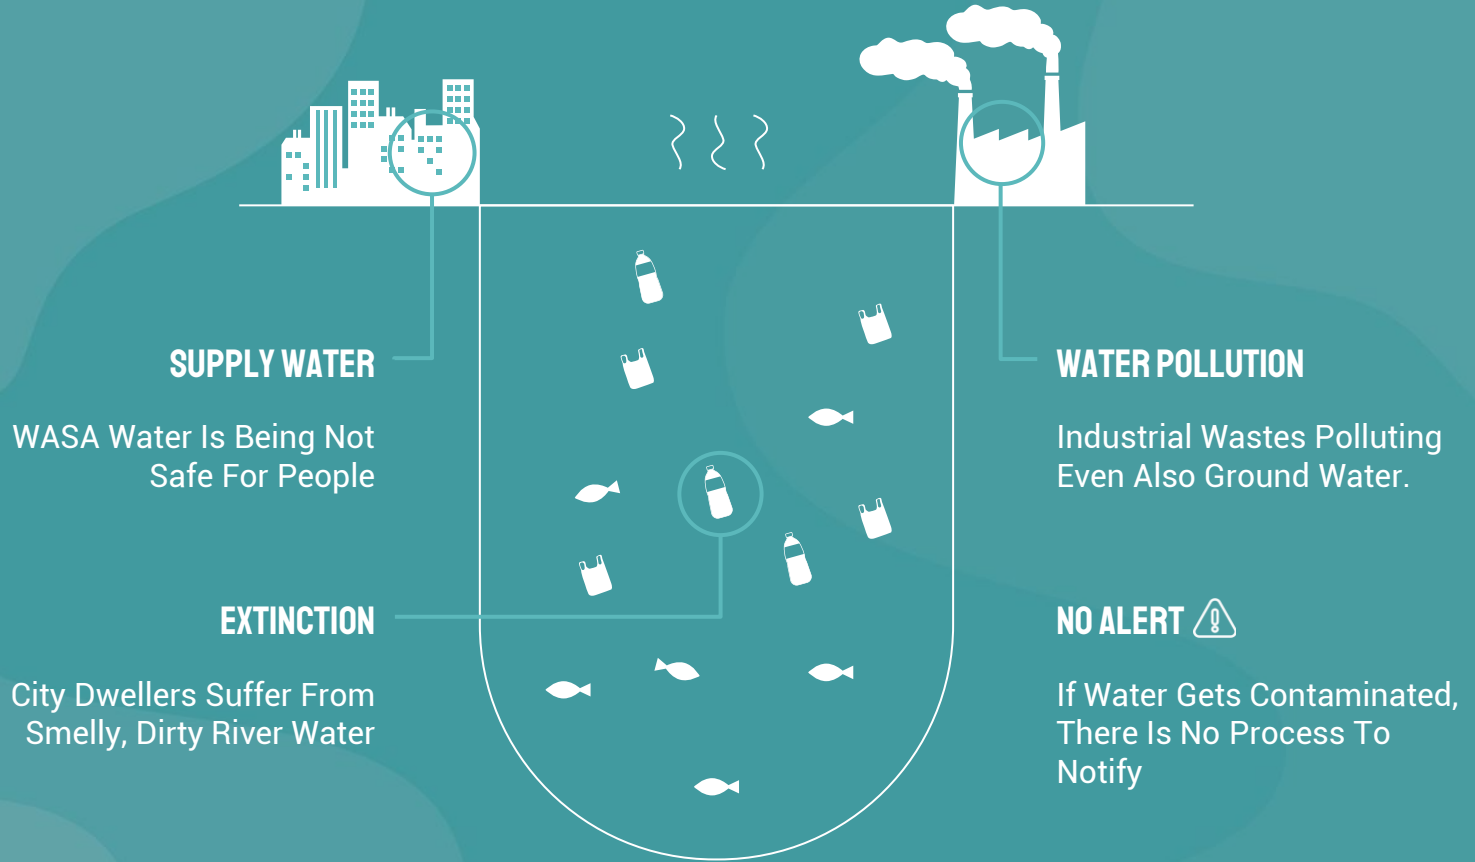 SUPPLY WATER
WASA Water Is Being Not
Safe For People
EXTINCTION
City Dwellers Suffer From
Smelly, Dirty River Water
WATER POLLUTION
Industrial Wastes Polluting
Even Also Ground Water.
NO ALERT
If Water Gets Contaminated,
There Is No Process To
Notify